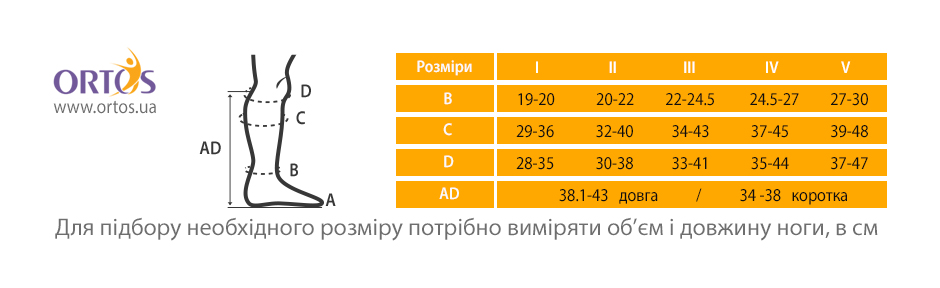 ORTOS
www.ortos.ua
D
C
AD
B
A
Розміри I II III IV V
B 19-20 20-22 22-24.5 24.5-27 27-30
C 29-36 32-40 34-43 37-45 39-48
D 28-35 30-38 33-41 35-44 37-47
AD 38.1-43 довга / 34 -38 коротка
Для підбору необхідного розміру потрібно виміряти об’єм і довжину ноги, в см